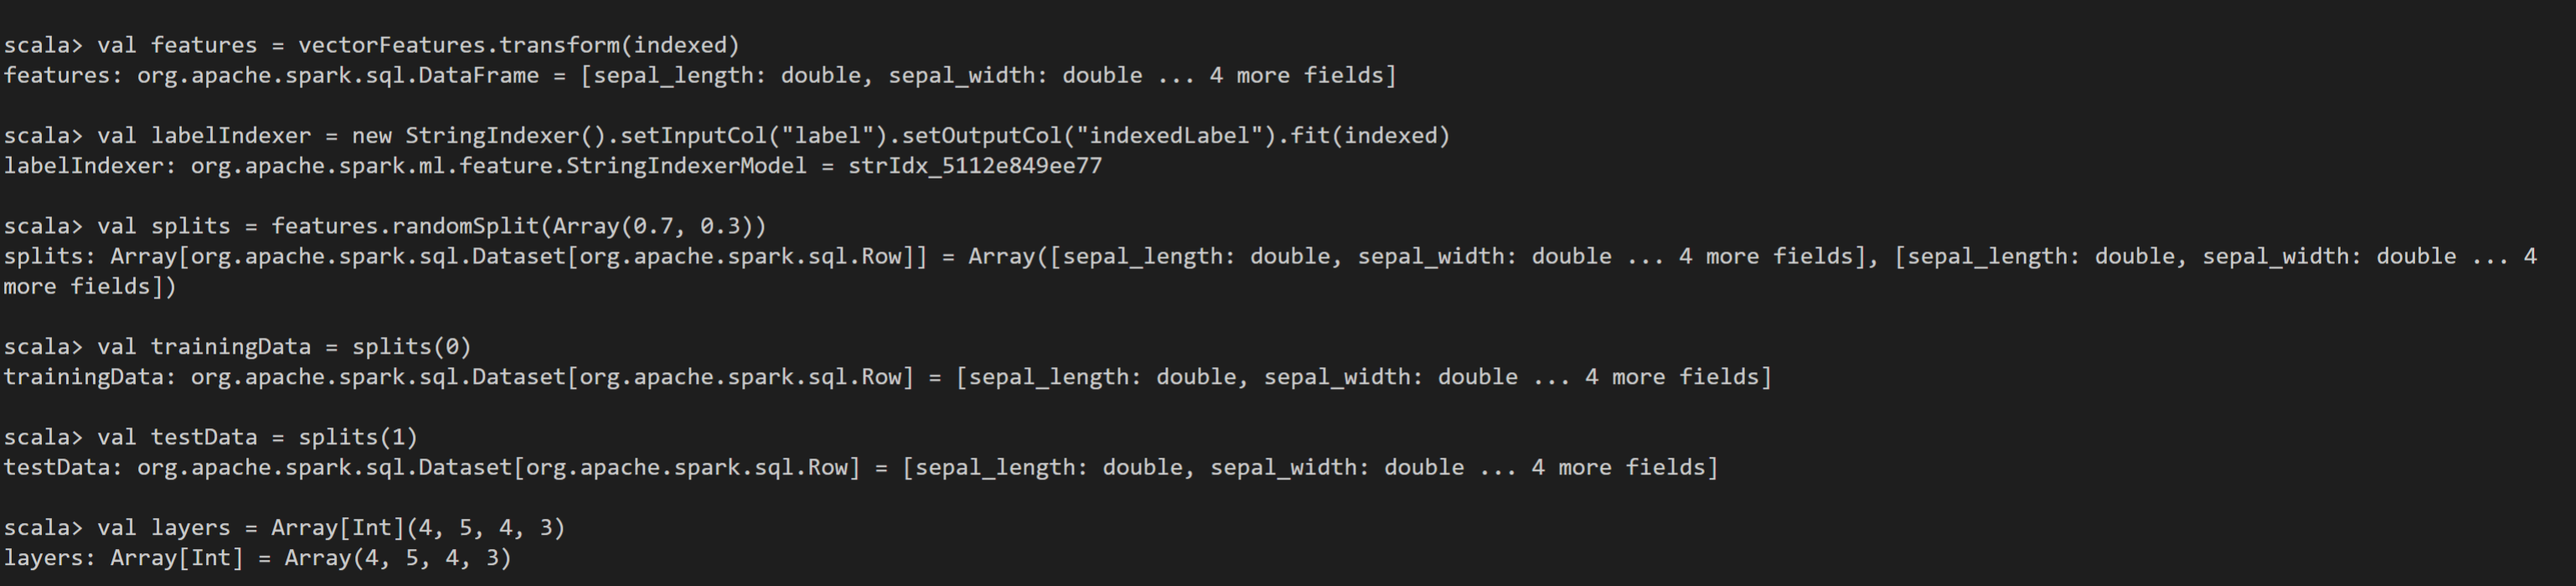 scala> val features = vectorFeatures.transform(indexed)
features: org.apache.spark.sql.DataFrame = [sepal_length: double, sepal_width: double ... 4 more fields]
scala> val labelIndexer = new StringIndexer().setInputCol("label").setOutputCol("indexedLabel").fit(indexed)
labelIndexer: org.apache.spark.ml.feature.StringIndexerModel = strIdx_5112e849ee77
scala> val splits = features.randomSplit(Array(0.7, 0.3))
splits: Array[org.apache.spark.sql.Dataset[org.apache.spark.sql.Row]] = Array([sepal_length: double, sepal_width: double ... 4 more fields], [sepal_length: double, sepal_width: double ... 4
more fields])
scala> val trainingData = splits(0)
trainingData: org.apache.spark.sql.Dataset[org.apache.spark.sql.Row] = [sepal_length: double, sepal_width: double ... 4 more fields]
scala> val testData = splits(1)
testData: org.apache.spark.sql.Dataset[org.apache.spark.sql.Row] = [sepal_length: double, sepal_width: double ... 4 more fields]
scala> val layers = Array[Int](4, 5, 4, 3)
layers: Array[Int] = Array(4, 5, 4, 3)